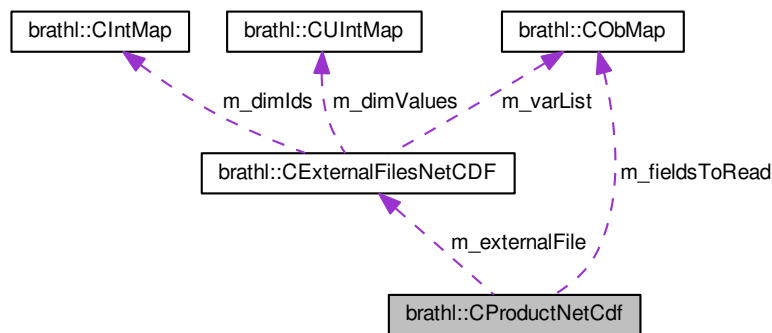 brathl::CIntMap
brathl::CUIntMap
brathl::CObMap
m_dimIds
m_dimValues
m_varList
brathl::CExternalFilesNetCDF
m_fieldsToRead
m_externalFile
brathl::CProductNetCdf